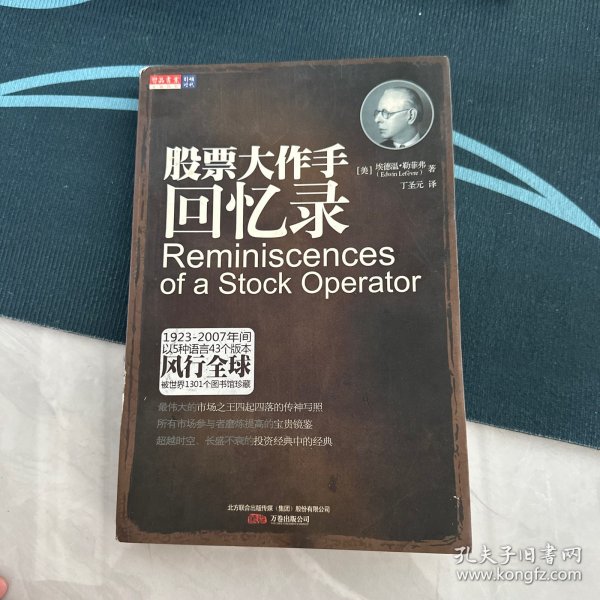 引领
时代
股票大作手
回忆录
[美] 埃德温·勒菲弗 著
(Edwin Lefèvre)
丁圣元 译
Reminiscences
of a Stock Operator
1923-2007年间
以5种语言43个版本
风行全球
被世界1301个图书馆珍藏
最伟大的市场之王四起四落的传神写照
所有市场参与者磨炼提高的宝贵镜鉴
超越时空、长盛不衰的投资经典中的经典
北方联合出版传媒(集团)股份有限公司
万卷出版公司
孔夫子旧书网
www.kongfz.com